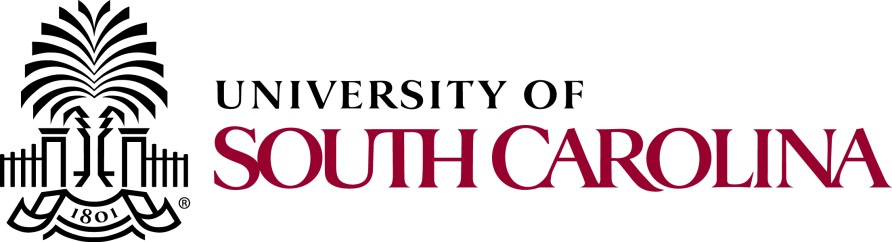 UNIVERSITY OF
SOUTH CAROLINA
1801
®